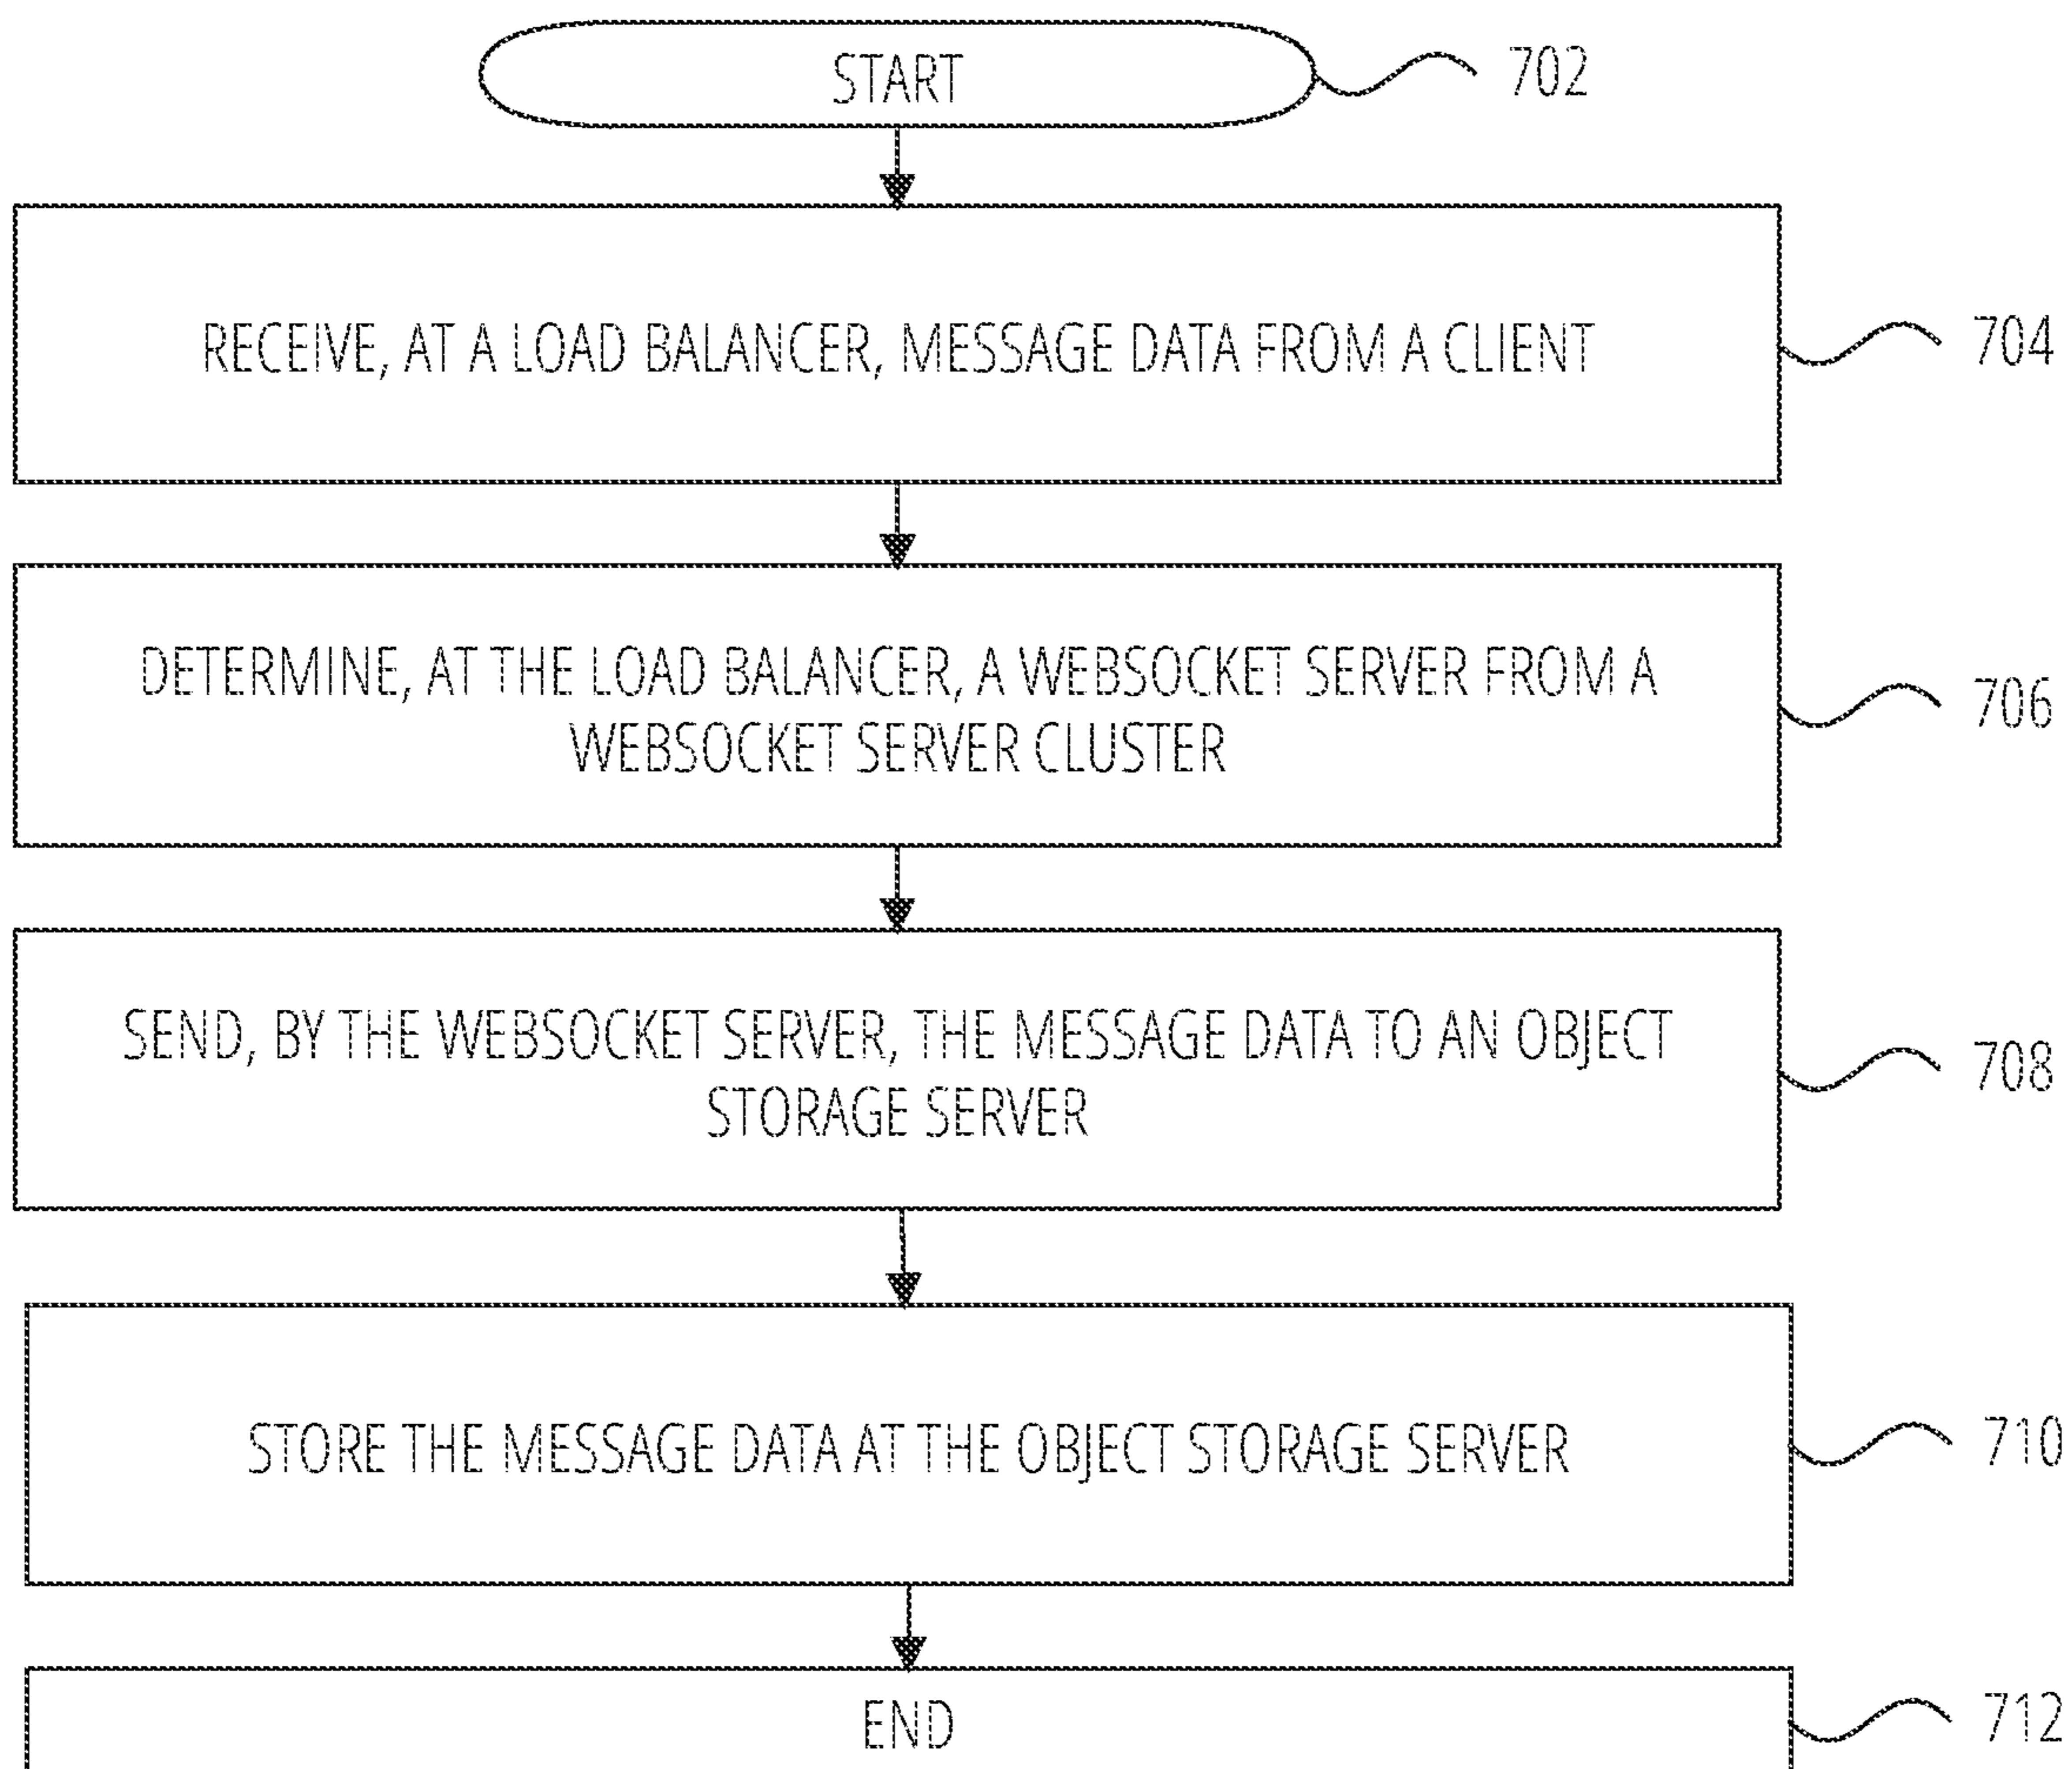 START
702
RECEIVE, AT A LOAD BALANCER, MESSAGE DATA FROM A CLIENT
704
DETERMINE, AT THE LOAD BALANCER, A WEBSOCKET SERVER FROM A
WEBSOCKET SERVER CLUSTER
706
SEND, BY THE WEBSOCKET SERVER, THE MESSAGE DATA TO AN OBJECT
STORAGE SERVER
708
STORE THE MESSAGE DATA AT THE OBJECT STORAGE SERVER
710
END
712